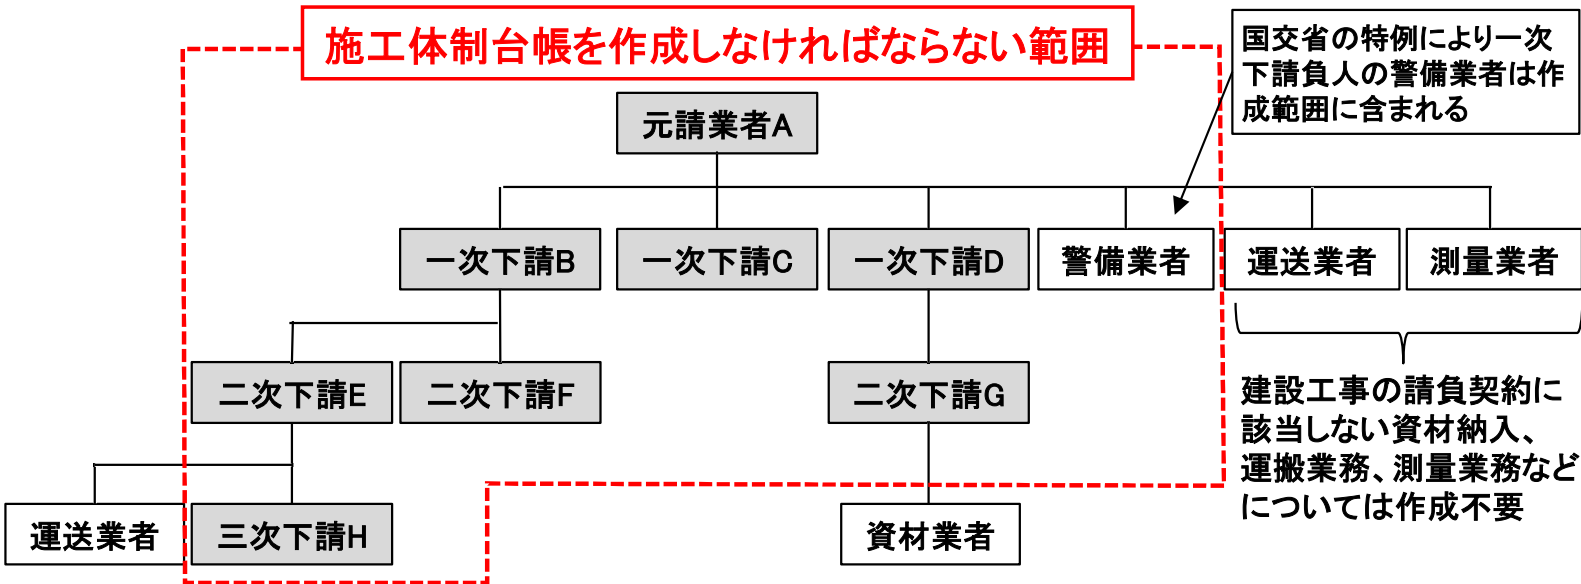 施工体制台帳を作成しなければならない範囲
国交省の特例により一次
下請負人の警備業者は作
成範囲に含まれる
元請業者A
一次下請B
一次下請C
一次下請D
警備業者
運送業者
測量業者
二次下請E
二次下請F
二次下請G
建設工事の請負契約に
該当しない資材納入、
運搬業務、測量業務など
については作成不要
運送業者
三次下請H
資材業者